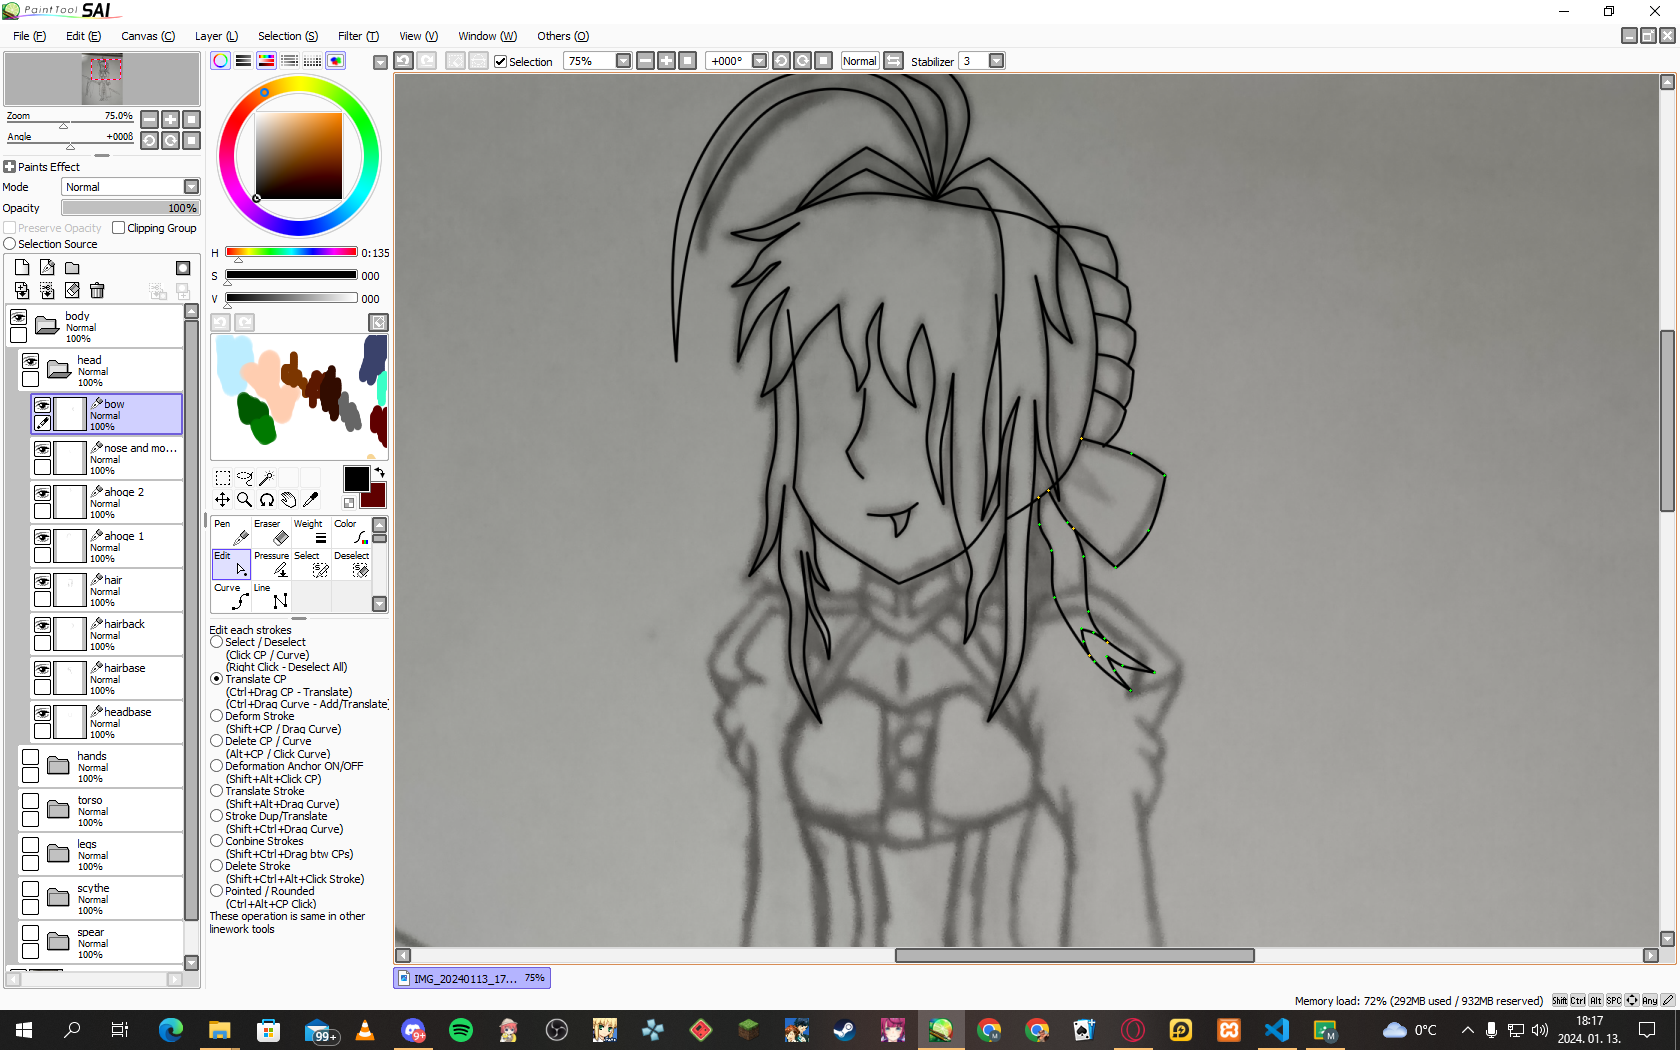 PaintTool SAI
File (F) Edit (E) Canvas (C) Layer (L) Selection (S) Filter (T) View (V) Window (W) Others (O)
Selection 75% +000° Normal Stabilizer 3
Zoom 75.0%
Angle +000ß
Paints Effect
Mode Normal
Opacity 100%
Preserve Opacity Clipping Group
Selection Source
body
Normal
100%
head
Normal
100%
bow
Normal
100%
nose and mo...
Normal
100%
ahoge 2
Normal
100%
ahoge 1
Normal
100%
hair
Normal
100%
hairback
Normal
100%
hairbase
Normal
100%
headbase
Normal
100%
hands
Normal
100%
torso
Normal
100%
legs
Normal
100%
scythe
Normal
100%
spear
Normal
100%
H 0:135
S 000
V 000
Pen Eraser Weight Color
Edit Pressure Select Deselect
Curve Line
Edit each strokes
Select / Deselect
(Click CP / Curve)
(Right Click - Deselect All)
Translate CP
(Ctrl+Drag CP - Translate)
(Ctrl+Drag Curve - Add/Translate)
Deform Stroke
(Shift+CP / Drag Curve)
Delete CP / Curve
(Alt+CP / Click Curve)
Deformation Anchor ON/OFF
(Shift+Alt+Click CP)
Translate Stroke
(Shift+Alt+Drag Curve)
Stroke Dup/Translate
(Shift+Ctrl+Drag Curve)
Conbine Strokes
(Shift+Ctrl+Drag btw CPs)
Delete Stroke
(Shift+Ctrl+Alt+Click Stroke)
Pointed / Rounded
(Ctrl+Alt+CP Click)
These operation is same in other
linework tools
IMG_20240113_17... 75%
Memory load: 72% (292MB used / 932MB reserved) Shift Ctrl Alt SPC Any
99+ 9+ 0°C 18:17
2024. 01. 13.